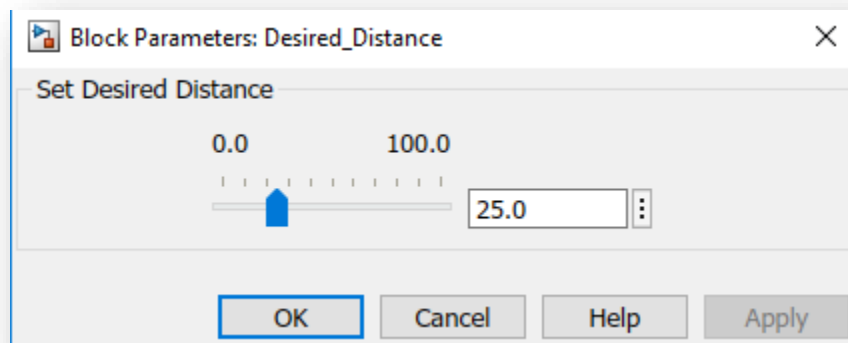 Block Parameters: Desired_Distance
Set Desired Distance
0.0 100.0
25.0
OK Cancel Help Apply